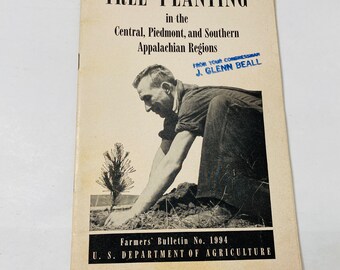 TREE PLANTING
in the
Central, Piedmont, and Southern
Appalachian Regions
FROM YOUR CONGRESSMAN
J. GLENN BEALL
Farmers' Bulletin No. 1994
U. S. DEPARTMENT OF AGRICULTURE